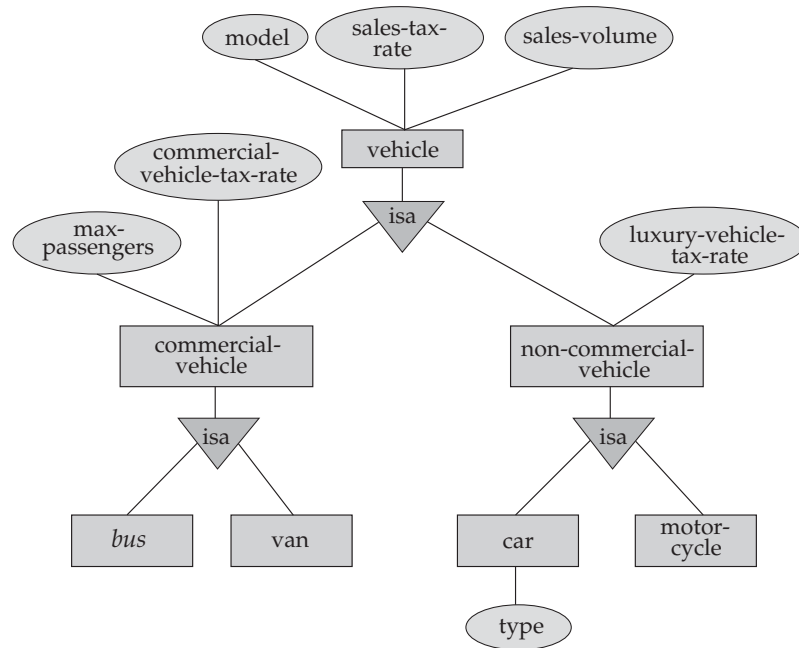 model
sales-tax-
rate
sales-volume
vehicle
commercial-
vehicle-tax-rate
isa
max-
passengers
luxury-vehicle-
tax-rate
commercial-
vehicle
non-commercial-
vehicle
isa
isa
bus
van
car
motor-
cycle
type